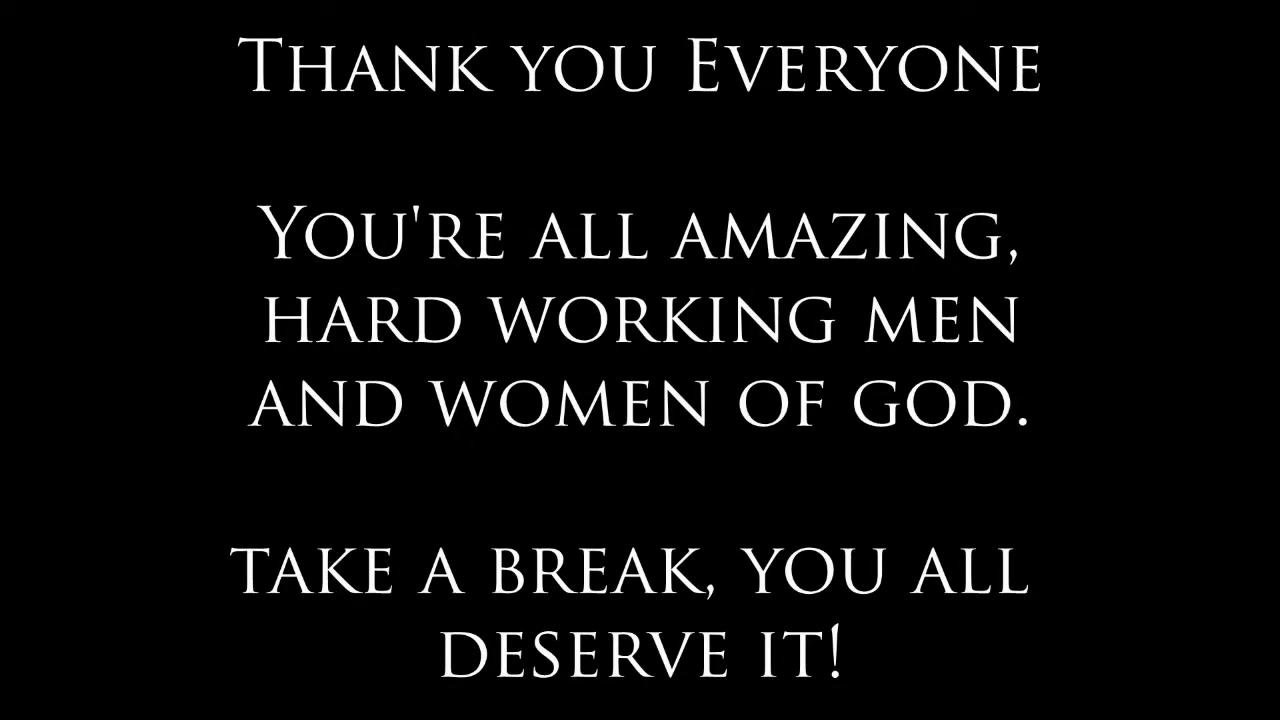 Thank you Everyone
You're all amazing,
hard working men
and women of god.
take a break, you all
deserve it!